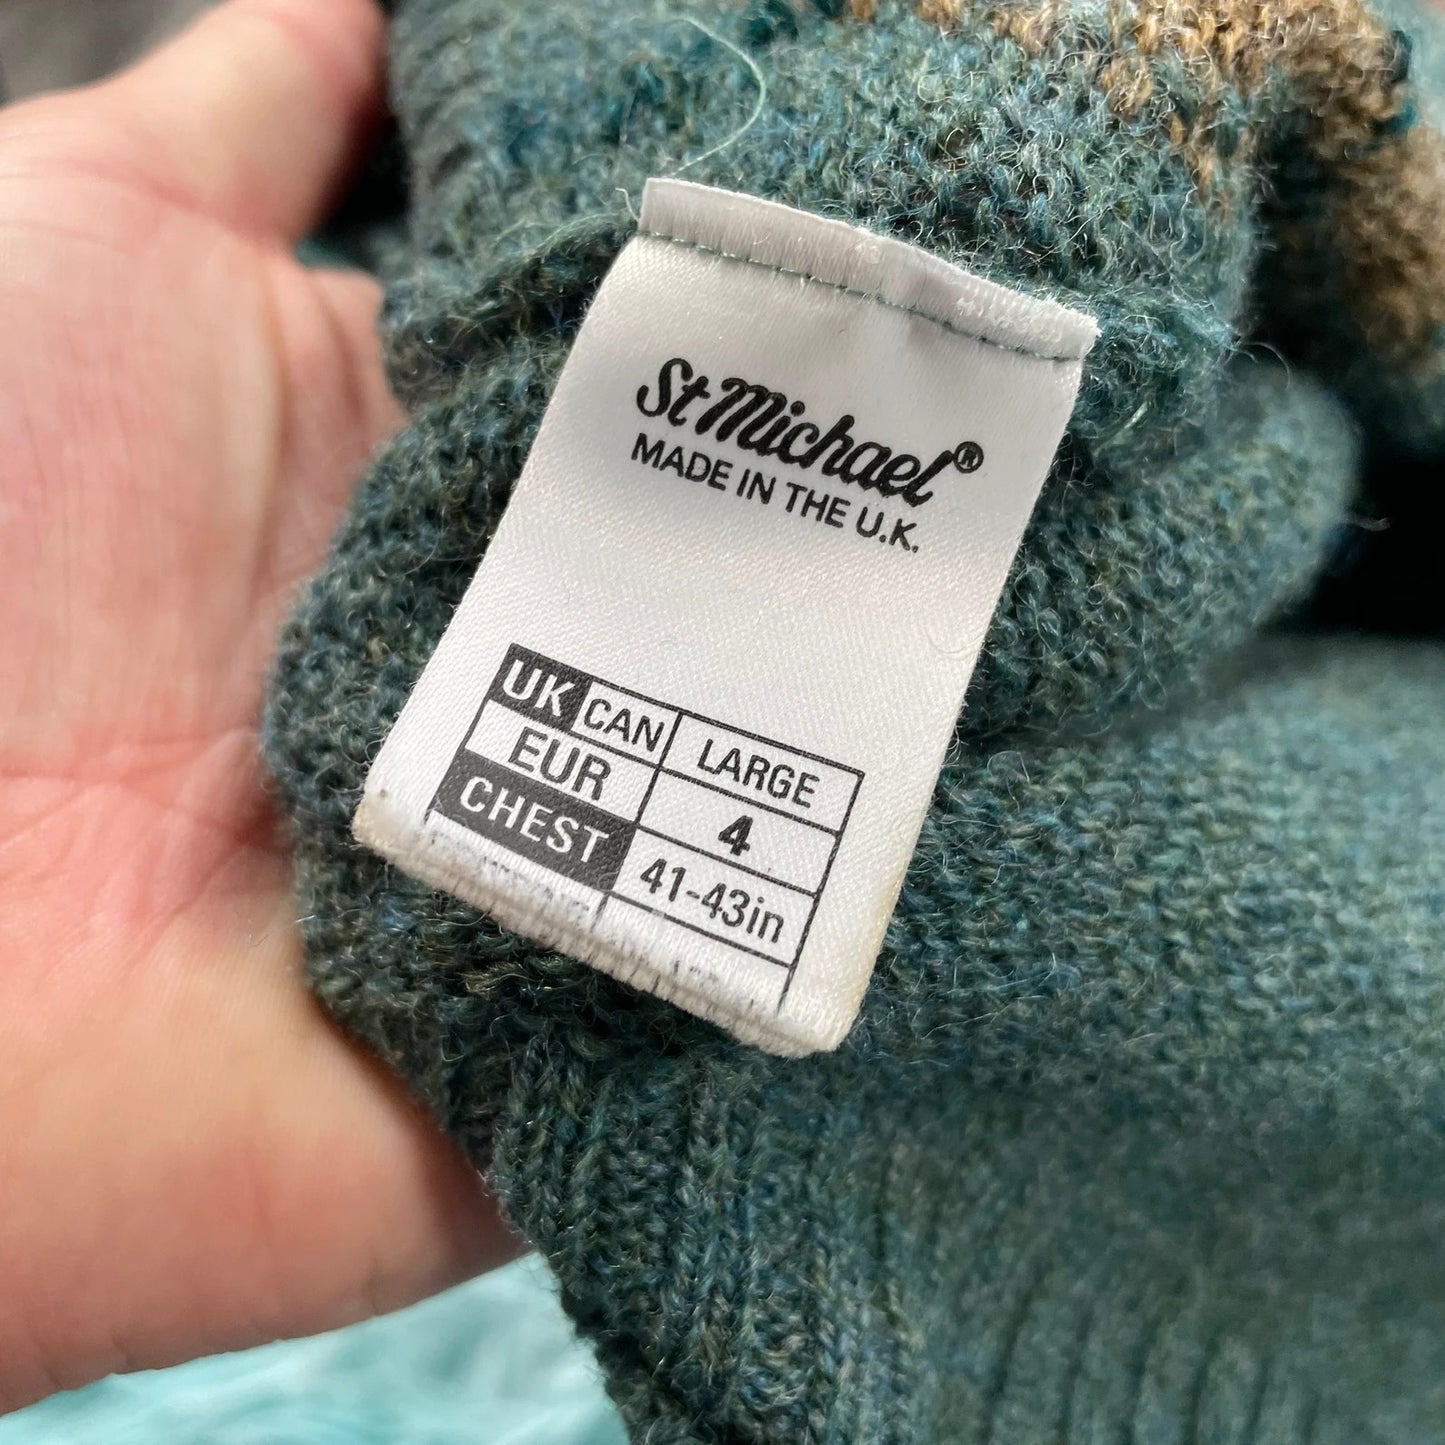 St Michael®
MADE IN THE U.K.
UK CAN LARGE
EUR 4
CHEST 41-43in